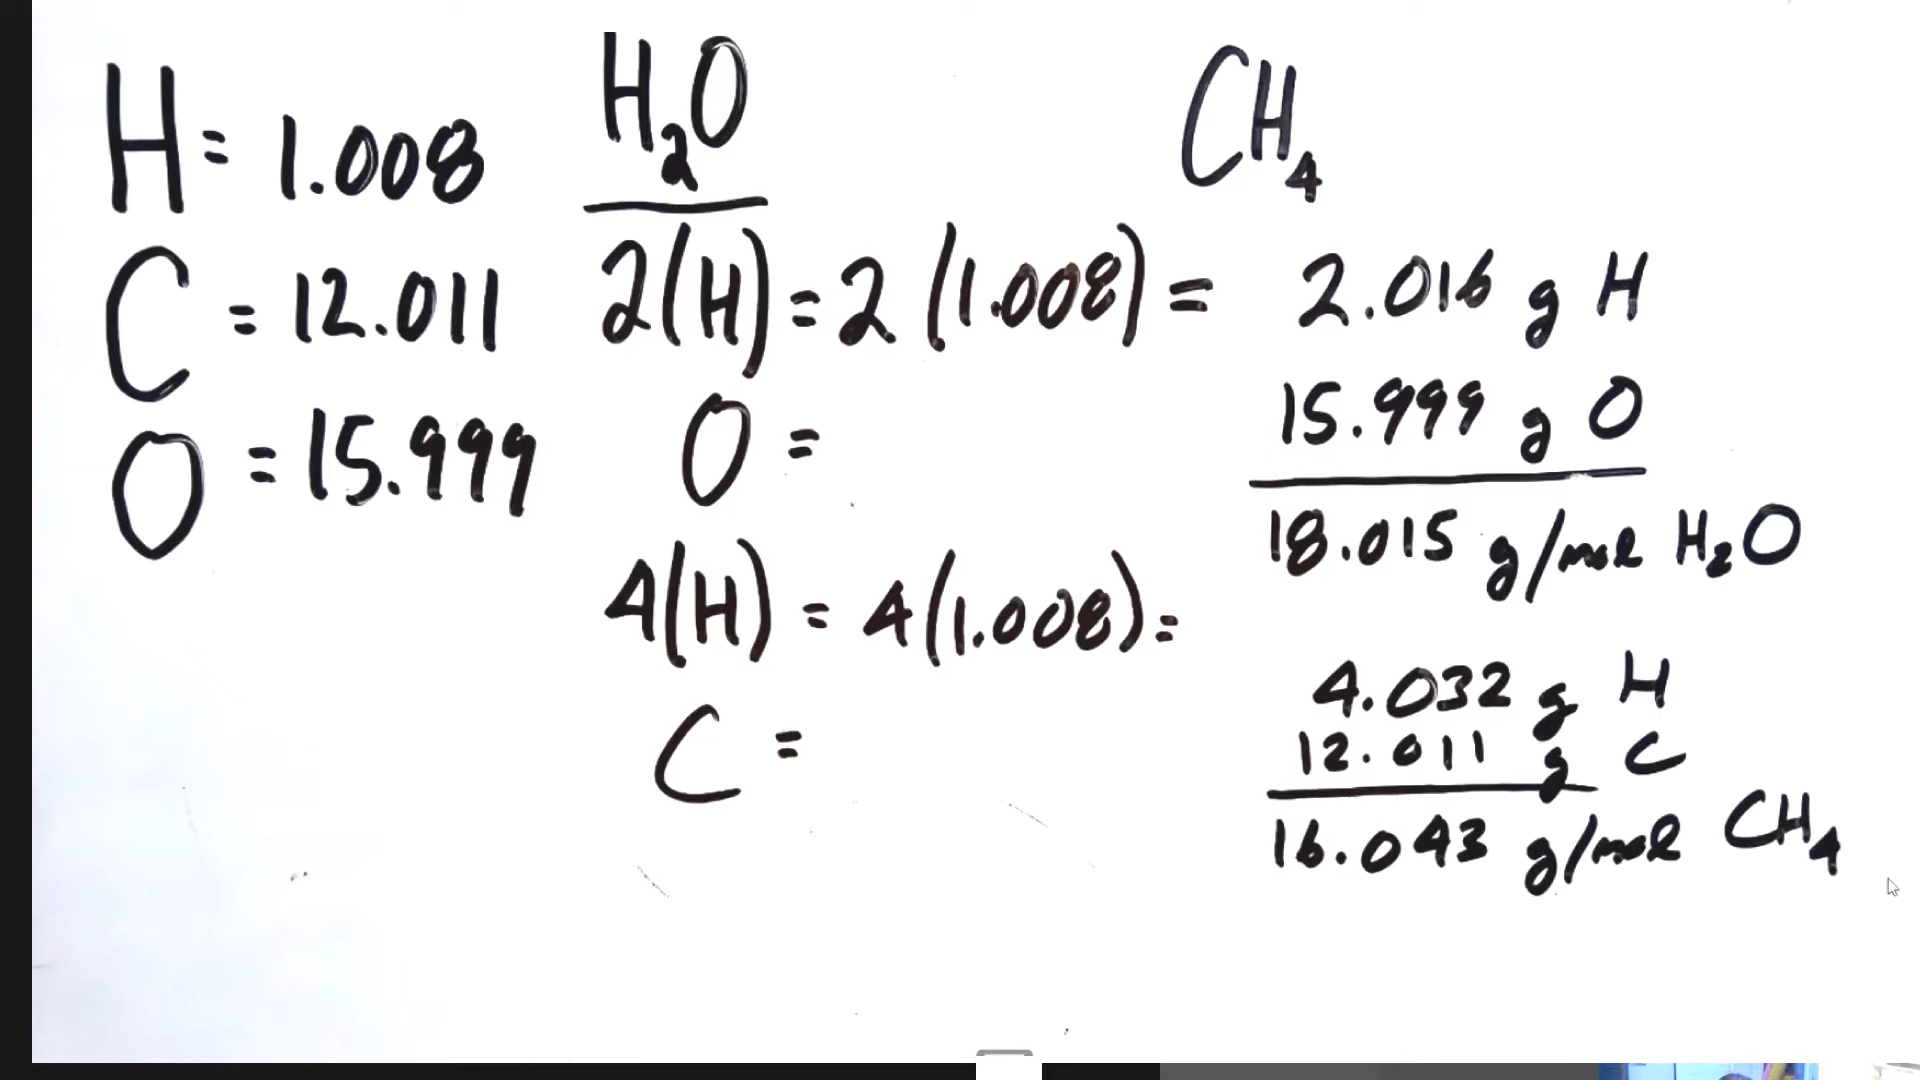 H = 1.008
C = 12.011
O = 15.999
H₂O
2(H) = 2 (1.008) = 2.016 g H
O = 15.999 g O
18.015 g/mol H₂O
CH₄
4(H) = 4(1.008) = 4.032 g H
C = 12.011 g C
16.043 g/mol CH₄